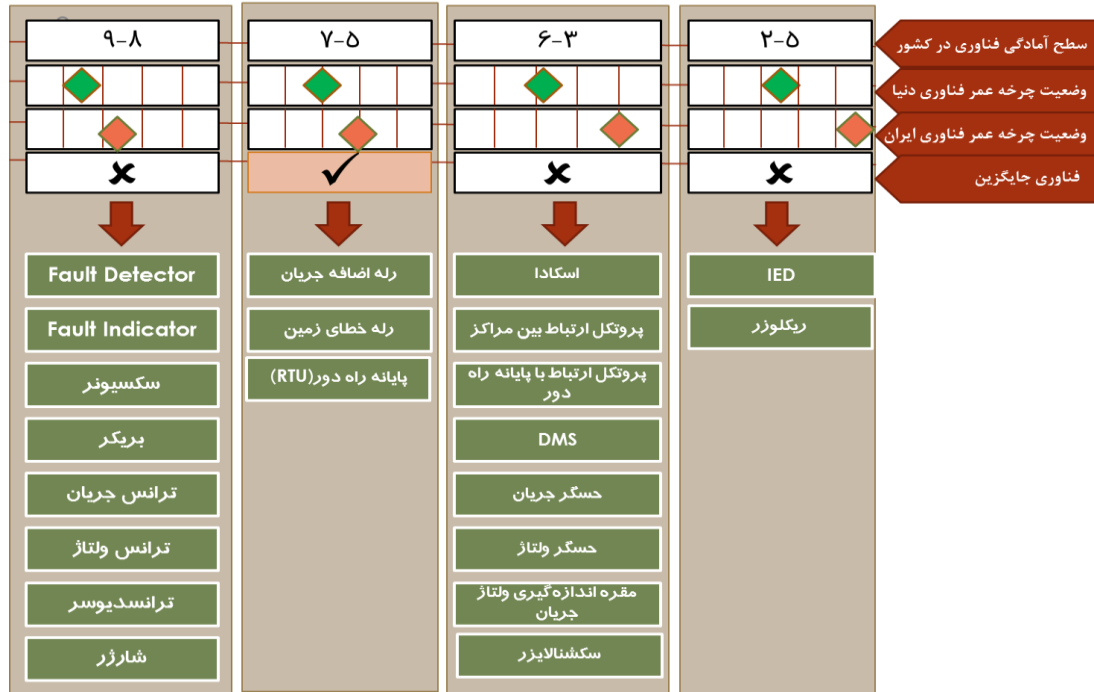 سطح آمادگی فناوری در کشور
۲-۵
۶-۳
۷-۵
۹-۸
وضعیت چرخه عمر فناوری دنیا
وضعیت چرخه عمر فناوری ایران
فناوری جایگزین
IED
ریکلوزر
اسکادا
پروتکل ارتباط بین مراکز
پروتکل ارتباط با پایانه راه
دور
DMS
حسگر جریان
حسگر ولتاژ
مقره اندازه‌گیری ولتاژ
جریان
سکشنالایزر
رله اضافه جریان
رله خطای زمین
پایانه راه دور(RTU)
Fault Detector
Fault Indicator
سکسیونر
بریکر
ترانس جریان
ترانس ولتاژ
ترانسدیوسر
شارژر